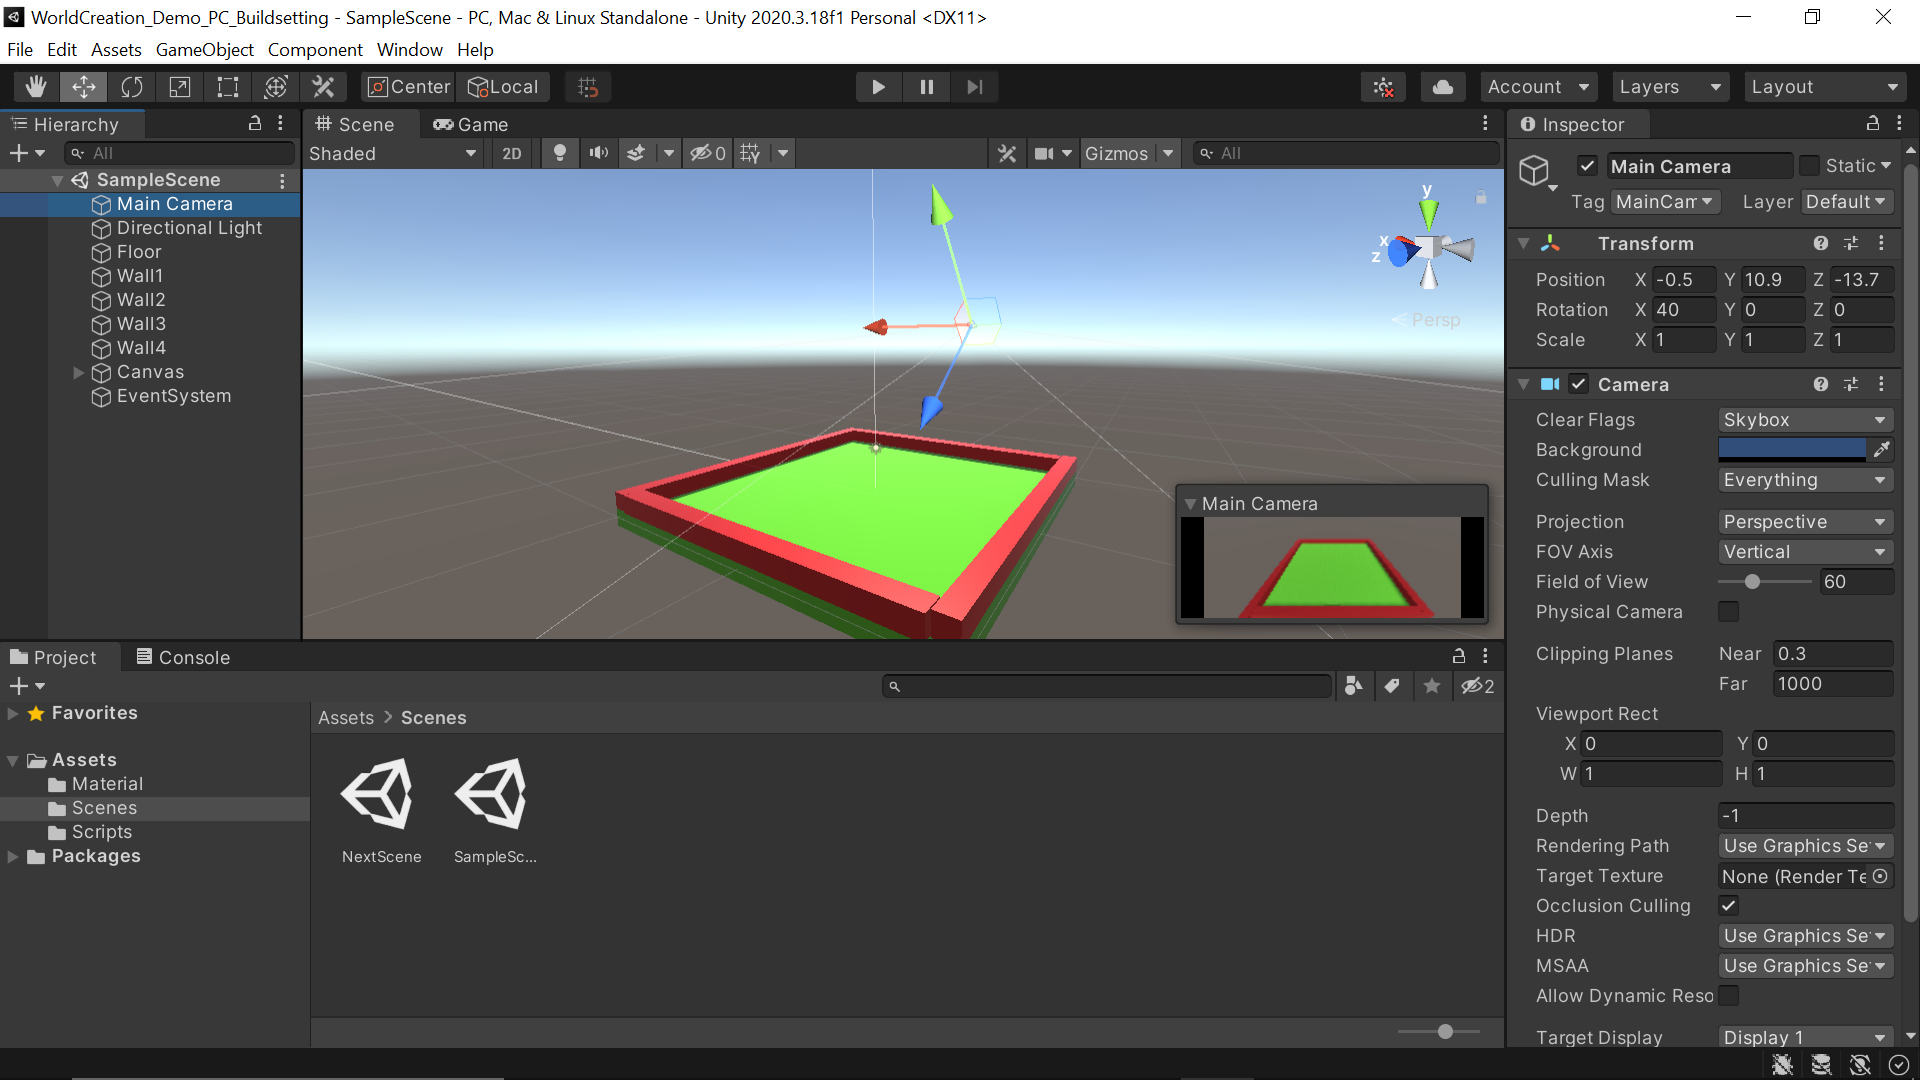 WorldCreation_Demo_PC_Buildsetting - SampleScene - PC, Mac & Linux Standalone - Unity 2020.3.18f1 Personal <DX11>
File Edit Assets GameObject Component Window Help
Center Local Account Layers Layout
Hierarchy
All
SampleScene
Main Camera
Directional Light
Floor
Wall1
Wall2
Wall3
Wall4
Canvas
EventSystem
Scene Game
Shaded 2D 0 Gizmos All
y
x
z
Persp
Main Camera
Inspector
Main Camera Static
Tag MainCam Layer Default
Transform
Position X -0.5 Y 10.9 Z -13.7
Rotation X 40 Y 0 Z 0
Scale X 1 Y 1 Z 1
Camera
Clear Flags Skybox
Background
Culling Mask Everything
Projection Perspective
FOV Axis Vertical
Field of View 60
Physical Camera
Clipping Planes Near 0.3
Far 1000
Viewport Rect
X 0 Y 0
W 1 H 1
Depth -1
Rendering Path Use Graphics Se
Target Texture None (Render Te
Occlusion Culling
HDR Use Graphics Se
MSAA Use Graphics Se
Allow Dynamic Reso
Target Display Display 1
Project Console
2
Favorites
Assets
Material
Scenes
Scripts
Packages
Assets > Scenes
NextScene SampleSc...